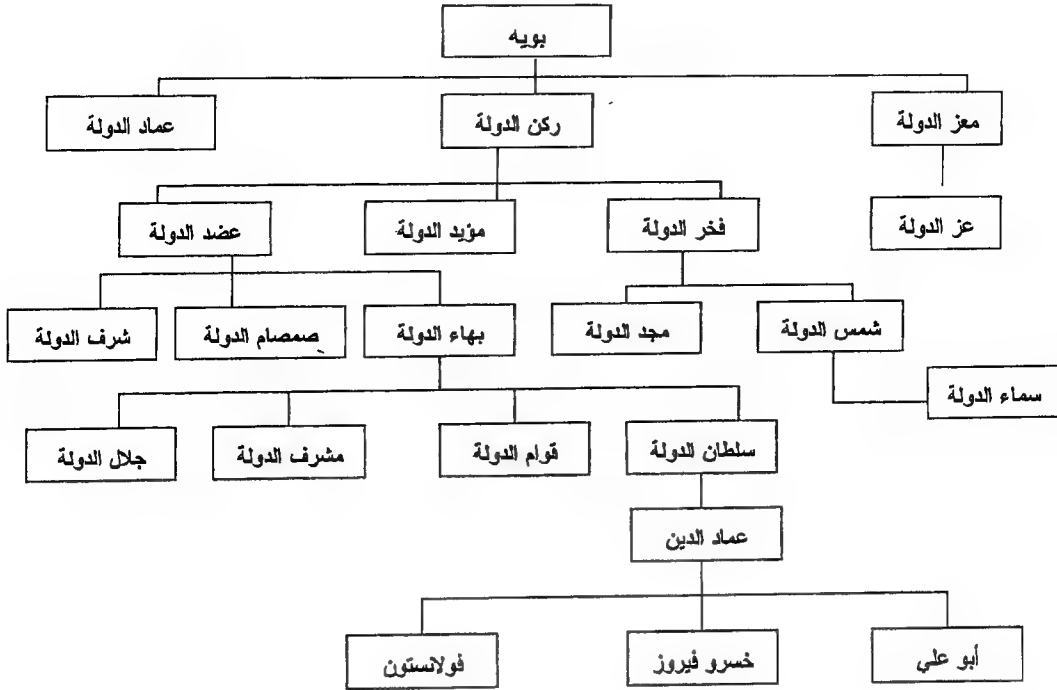 بويه
معز الدولة
ركن الدولة
عماد الدولة
عز الدولة
فخر الدولة
مؤيد الدولة
عضد الدولة
شمس الدولة
مجد الدولة
بهاء الدولة
صمصام الدولة
شرف الدولة
سماء الدولة
سلطان الدولة
قوام الدولة
مشرف الدولة
جلال الدولة
عماد الدين
أبو علي
خسرو فيروز
فولانستون